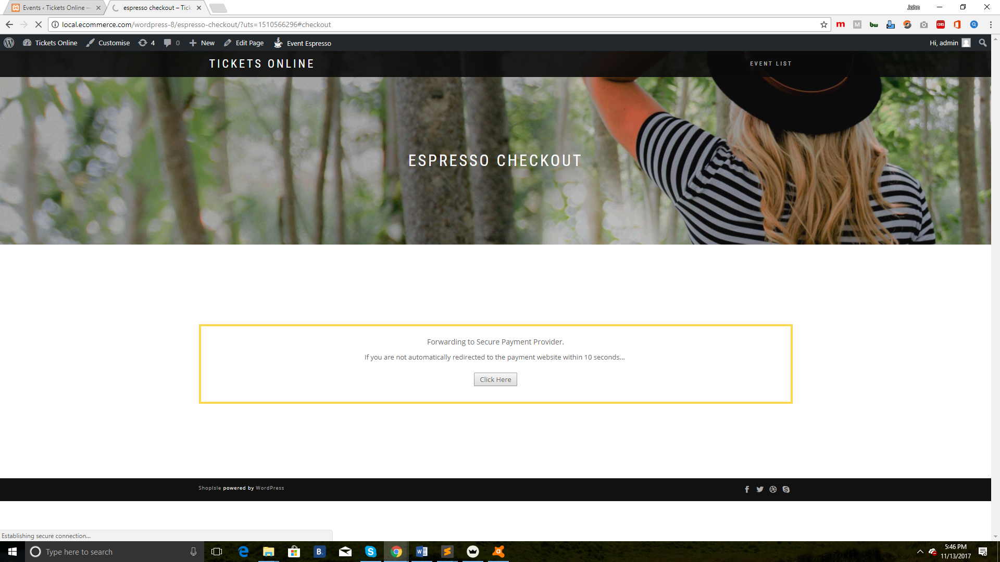 Events ‹ Tickets Online —
espresso checkout – Tick
John
local.ecommerce.com/wordpress-8/espresso-checkout/?uts=1510566296#checkout
m
M
bw
CORS
Tickets Online
Customise
4
0
New
Edit Page
Event Espresso
Hi, admin
TICKETS ONLINE
EVENT LIST
ESPRESSO CHECKOUT
Forwarding to Secure Payment Provider.
If you are not automatically redirected to the payment website within 10 seconds...
Click Here
ShopIsle powered by WordPress
Establishing secure connection...
Type here to search
B.
5:46 PM
11/13/2017